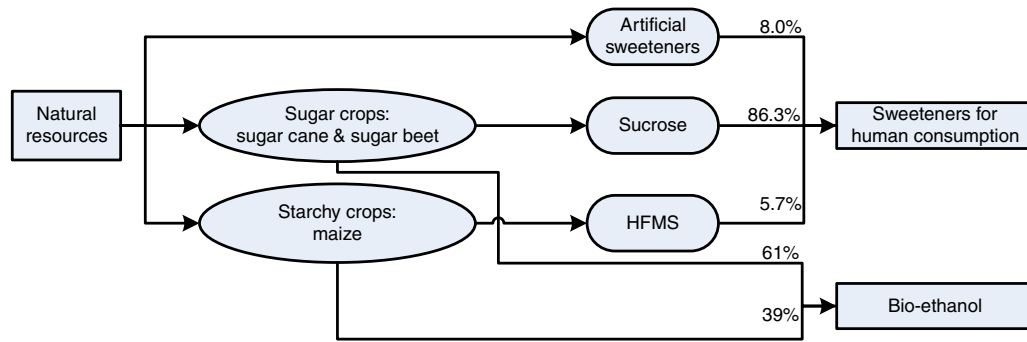 Artificial
sweeteners
8.0%
Natural
resources
Sugar crops:
sugar cane & sugar beet
Sucrose
86.3%
Sweeteners for
human consumption
Starchy crops:
maize
HFMS
5.7%
61%
Bio-ethanol
39%